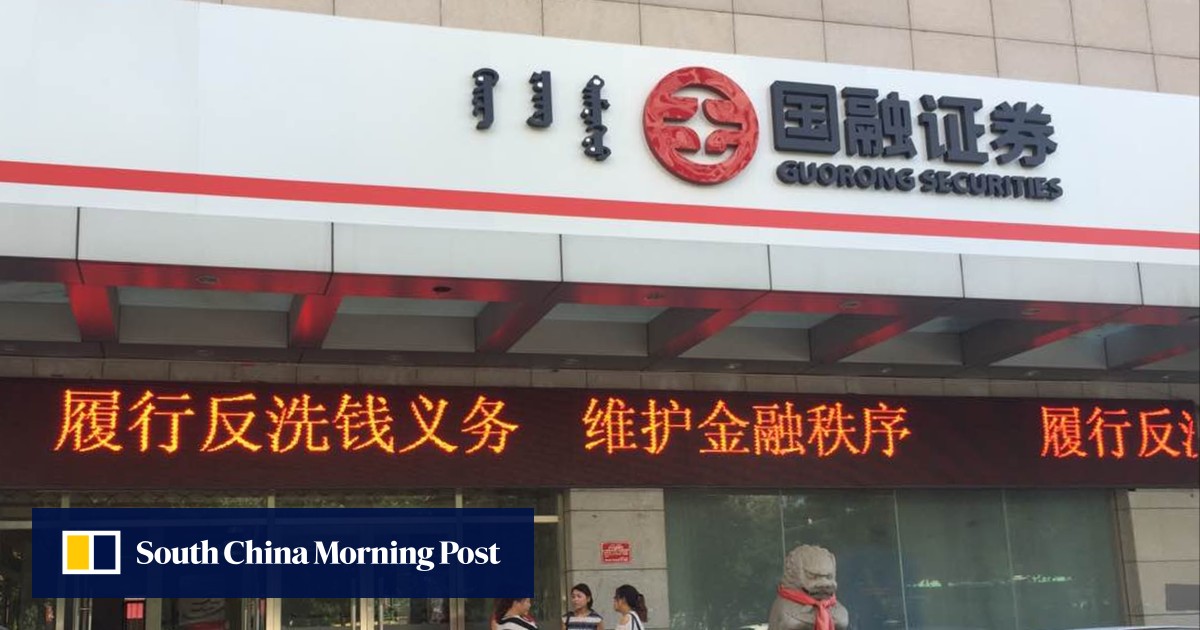 国融证券
GUORONG SECURITIES
履行反洗钱义务 维护金融秩序 履行反
South China Morning Post